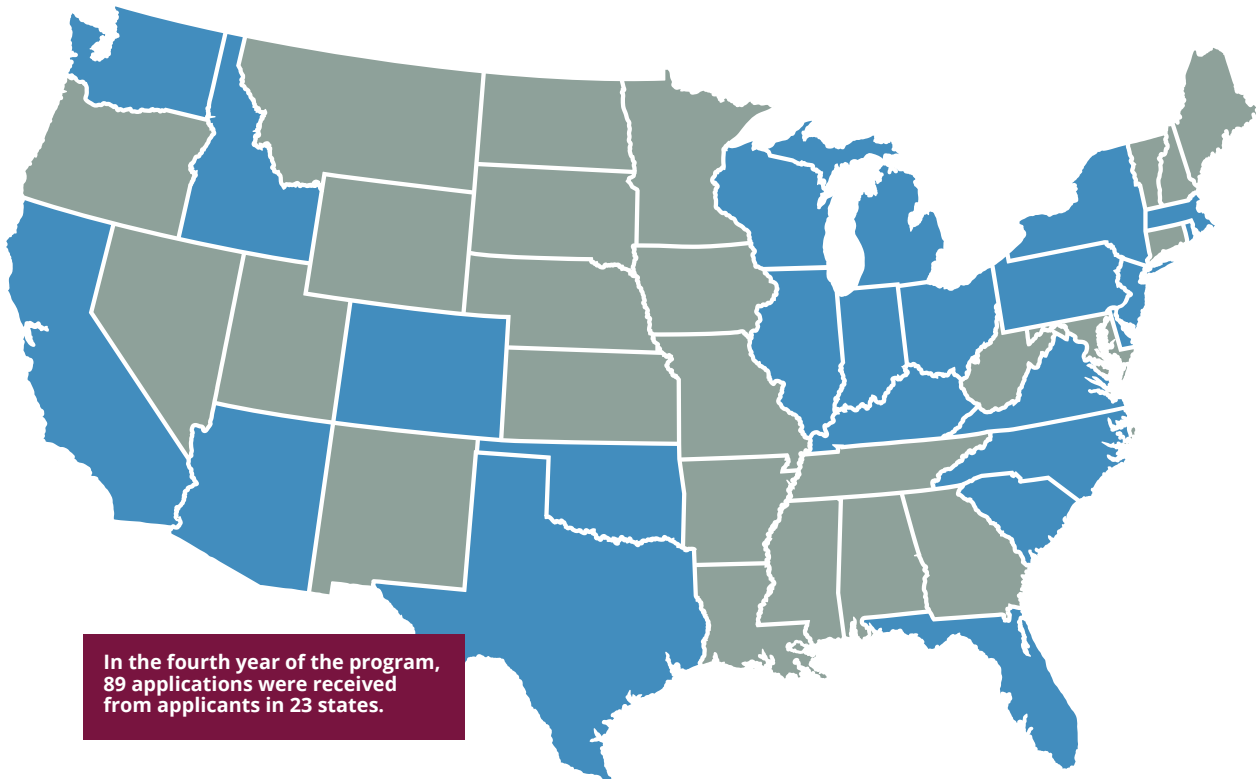 In the fourth year of the program,
89 applications were received
from applicants in 23 states.